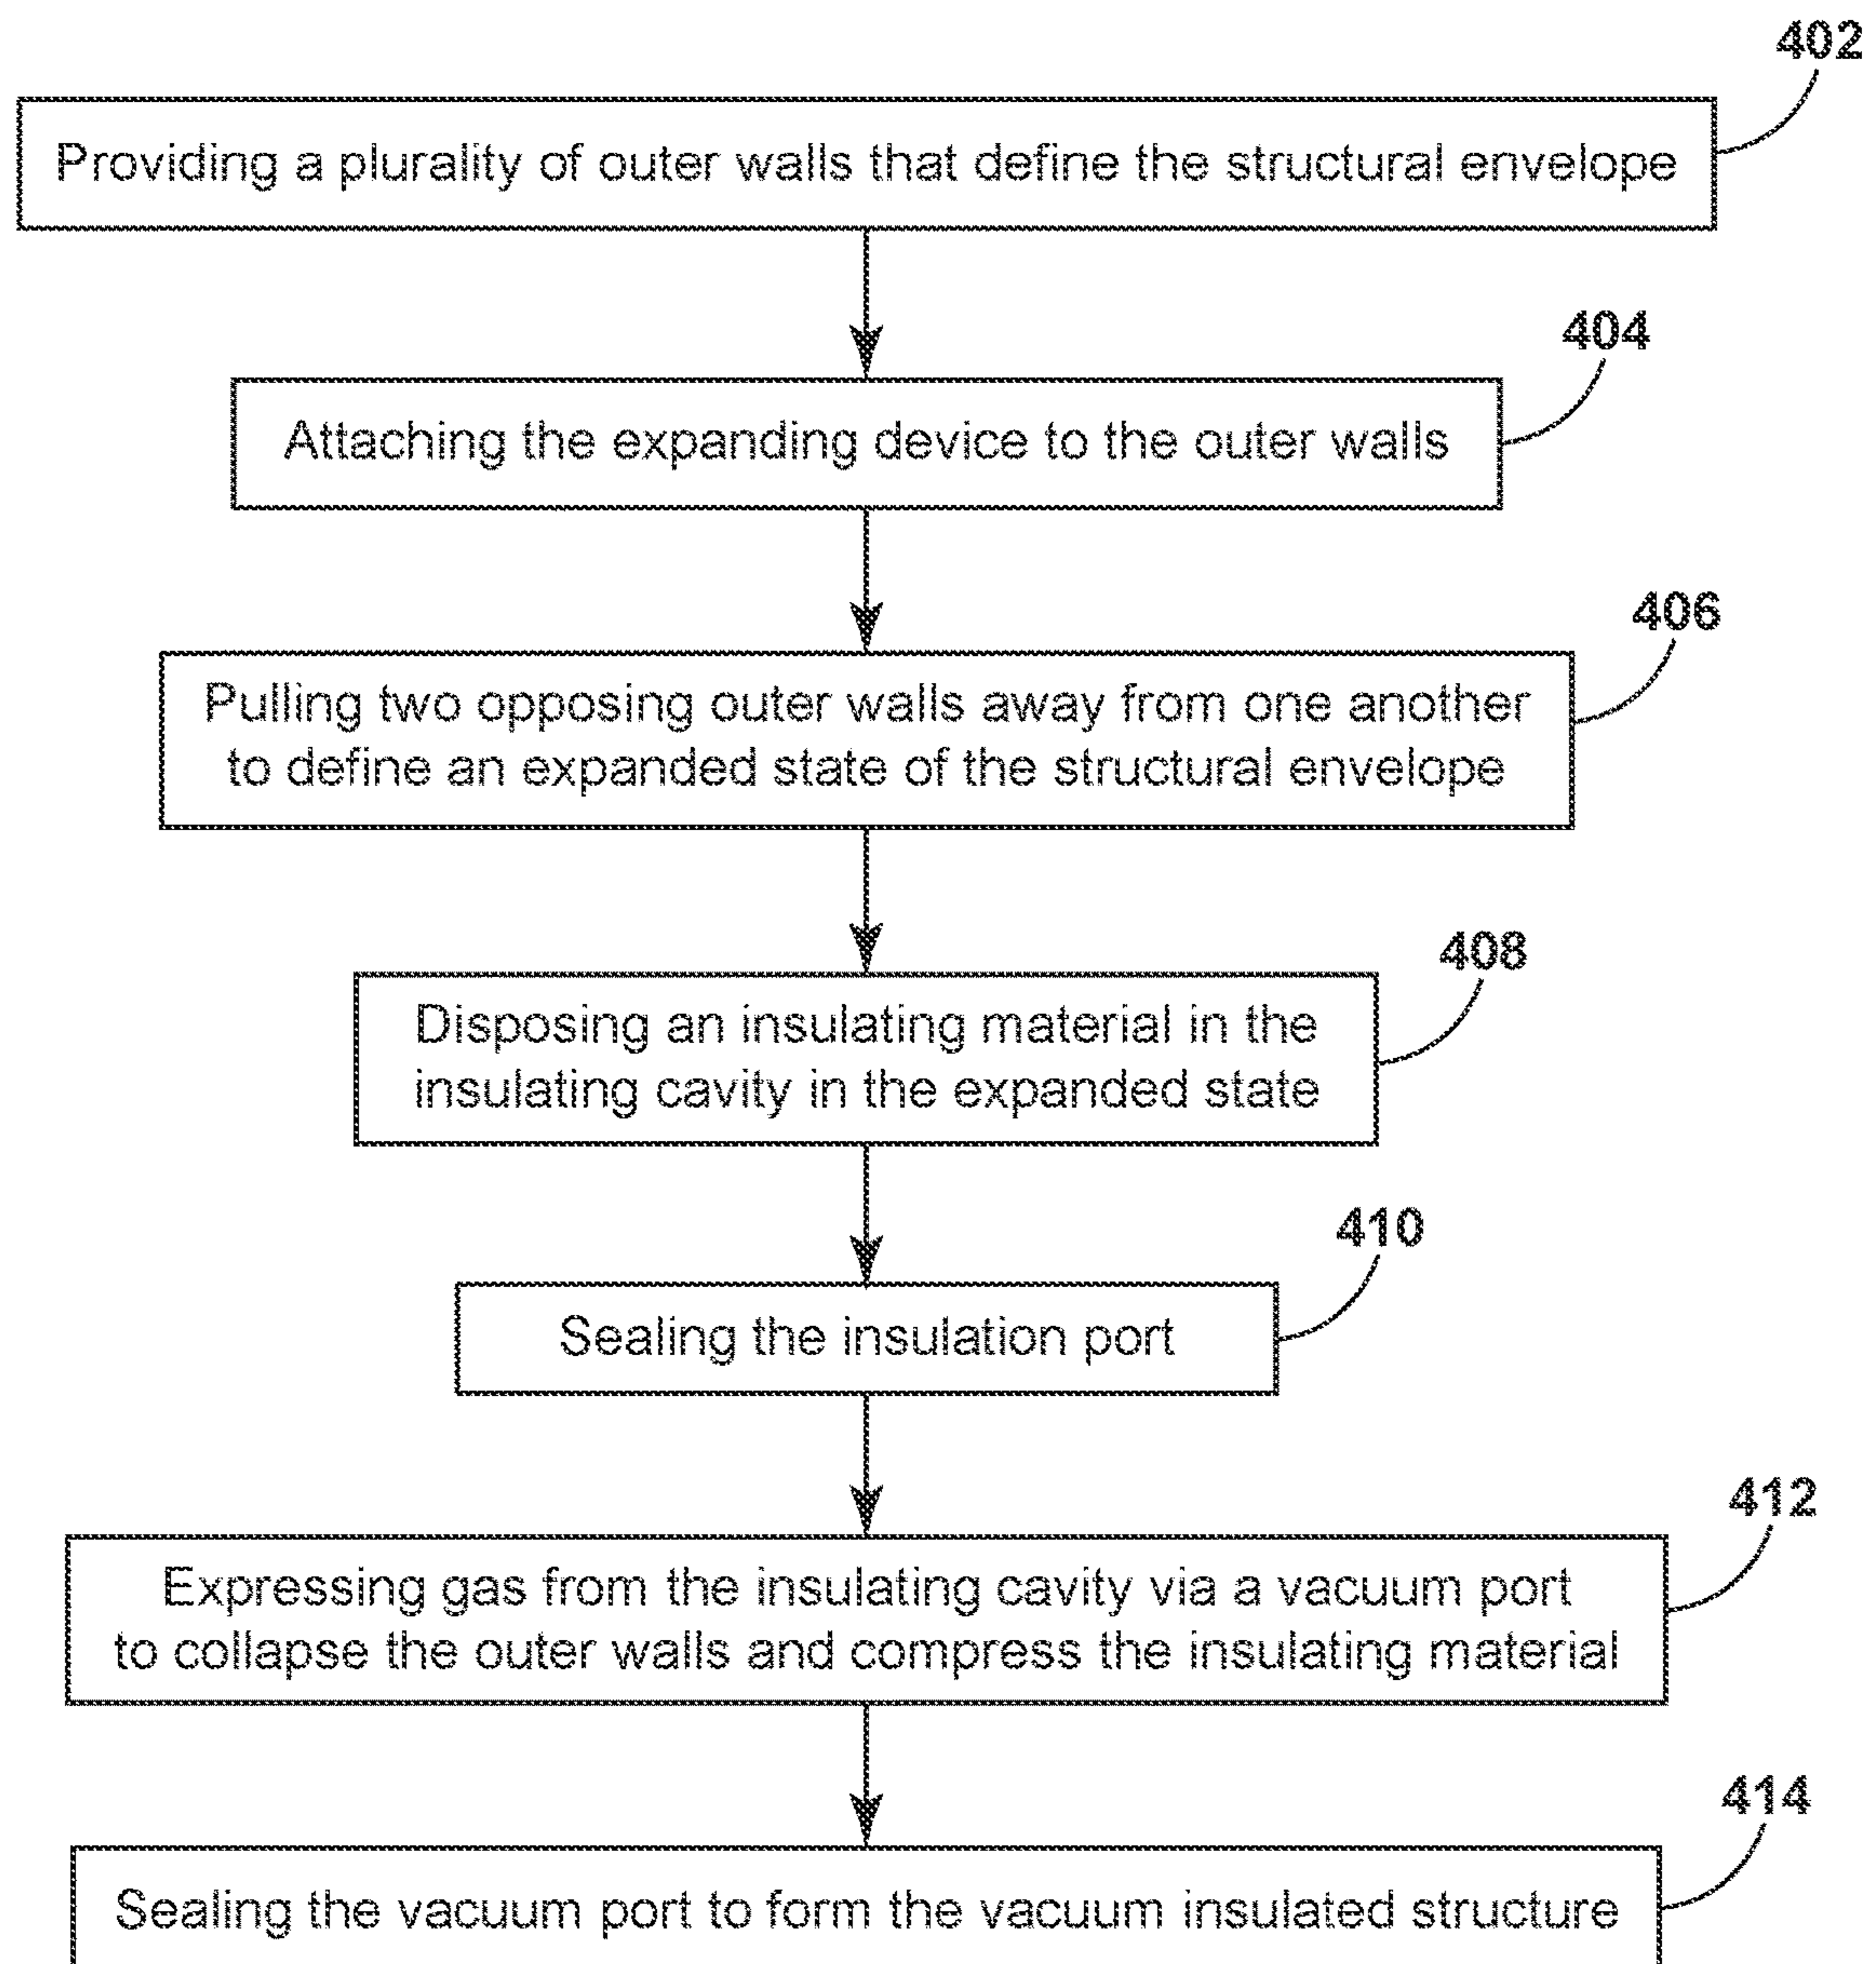 402
Providing a plurality of outer walls that define the structural envelope
404
Attaching the expanding device to the outer walls
406
Pulling two opposing outer walls away from one another
to define an expanded state of the structural envelope
408
Disposing an insulating material in the
insulating cavity in the expanded state
410
Sealing the insulation port
412
Expressing gas from the insulating cavity via a vacuum port
to collapse the outer walls and compress the insulating material
414
Sealing the vacuum port to form the vacuum insulated structure